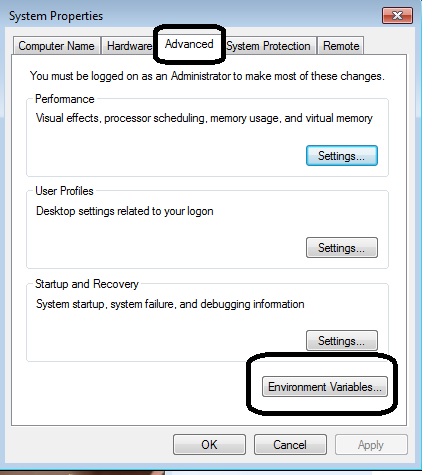 System Properties
Computer Name Hardware Advanced System Protection Remote
You must be logged on as an Administrator to make most of these changes.
Performance
Visual effects, processor scheduling, memory usage, and virtual memory
Settings...
User Profiles
Desktop settings related to your logon
Settings...
Startup and Recovery
System startup, system failure, and debugging information
Settings...
Environment Variables...
OK Cancel Apply